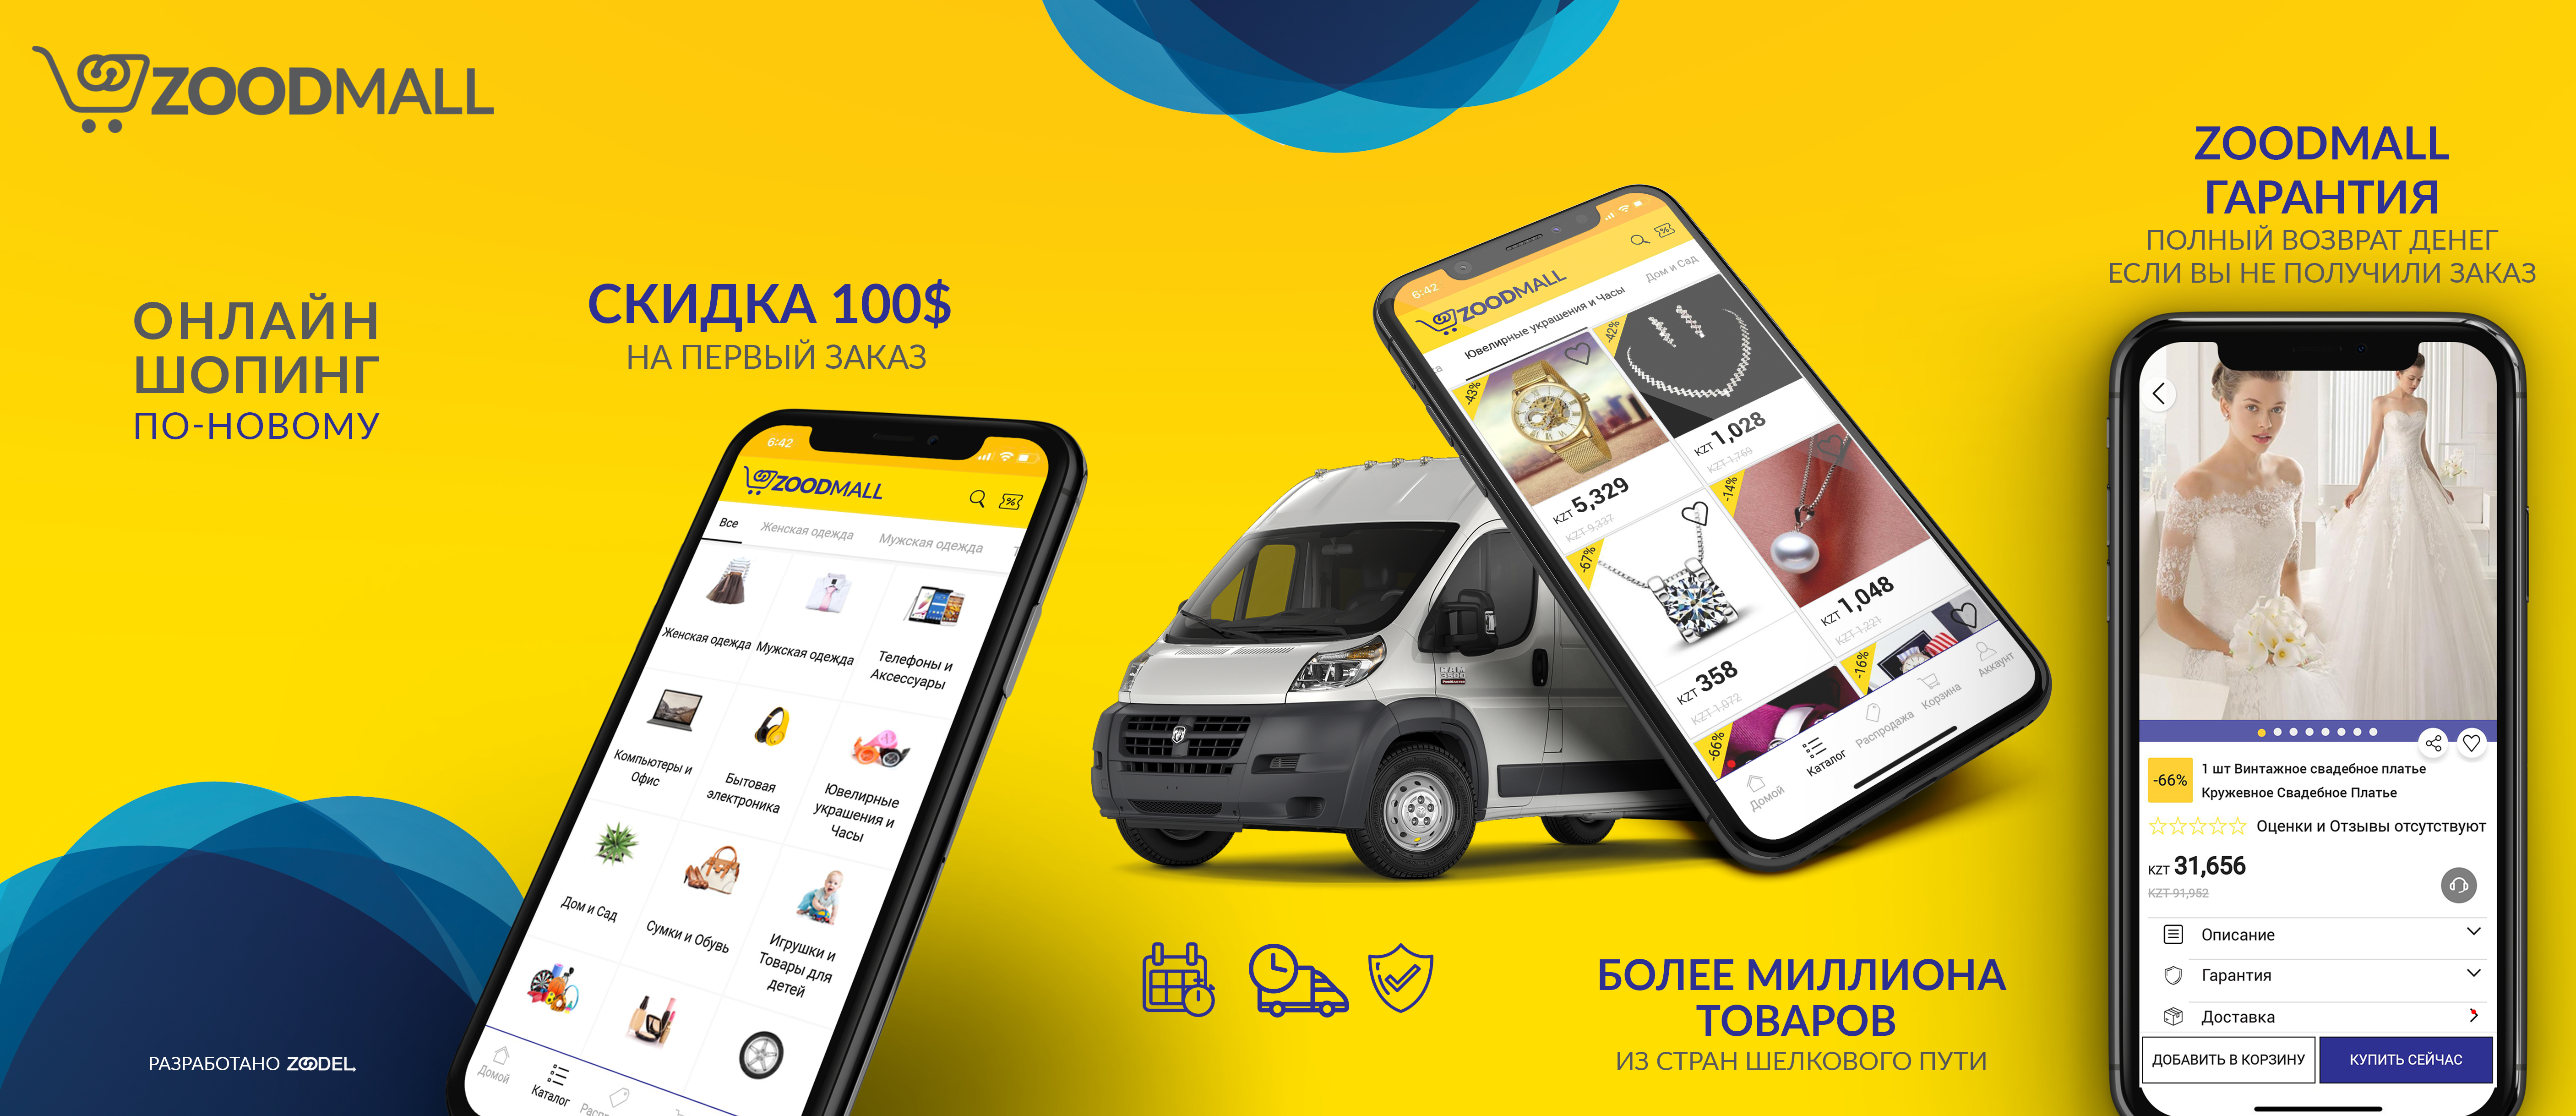 ZOODMALL
ОНЛАЙН
ШОПИНГ
ПО-НОВОМУ
РАЗРАБОТАНО ZOODEL
СКИДКА 100$
НА ПЕРВЫЙ ЗАКАЗ
6:42
ZOODMALL
%
Все Женская одежда Мужская одежда
Женская одежда
Мужская одежда
Телефоны и
Аксессуары
Компьютеры и
Офис
Бытовая
электроника
Ювелирные
украшения и
Часы
Дом и Сад
Сумки и Обувь
Игрушки и
Товары для
детей
Домой
Каталог
Распр
6:42
ZOODMALL
%
Ювелирные украшения и Часы
Дом и Сад
-43%
KZT 5,329
KZT 9,337
-42%
KZT 1,028
KZT 1,769
-67%
KZT 358
KZT 1,072
-14%
KZT 1,048
KZT 1,221
-66%
-16%
Домой
Каталог
Распродажа
Корзина
Аккаунт
RAM
3500
БОЛЕЕ МИЛЛИОНА
ТОВАРОВ
ИЗ СТРАН ШЕЛКОВОГО ПУТИ
ZOODMALL
ГАРАНТИЯ
ПОЛНЫЙ ВОЗВРАТ ДЕНЕГ
ЕСЛИ ВЫ НЕ ПОЛУЧИЛИ ЗАКАЗ
-66%
1 шт Винтажное свадебное платье
Кружевное Свадебное Платье
Оценки и Отзывы отсутствуют
KZT 31,656
KZT 91,952
Описание
Гарантия
Доставка
ДОБАВИТЬ В КОРЗИНУ
КУПИТЬ СЕЙЧАС